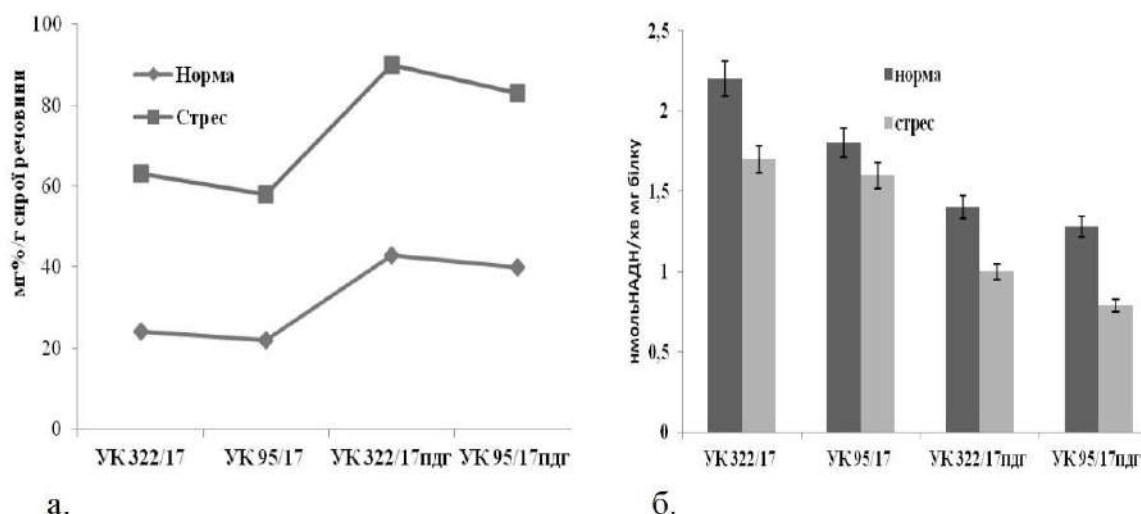 100
80
60
40
20
0
мг%/г сирої речовини
Норма
Стрес
УК 322/17
УК 95/17
УК 322/17пдг
УК 95/17пдг
а.
2,5
2
1,5
1
0,5
0
нмольНАДН/хв мг білку
норма
стрес
УК 322/17
УК 95/17
УК 322/17пдг
УК 95/17пдг
б.